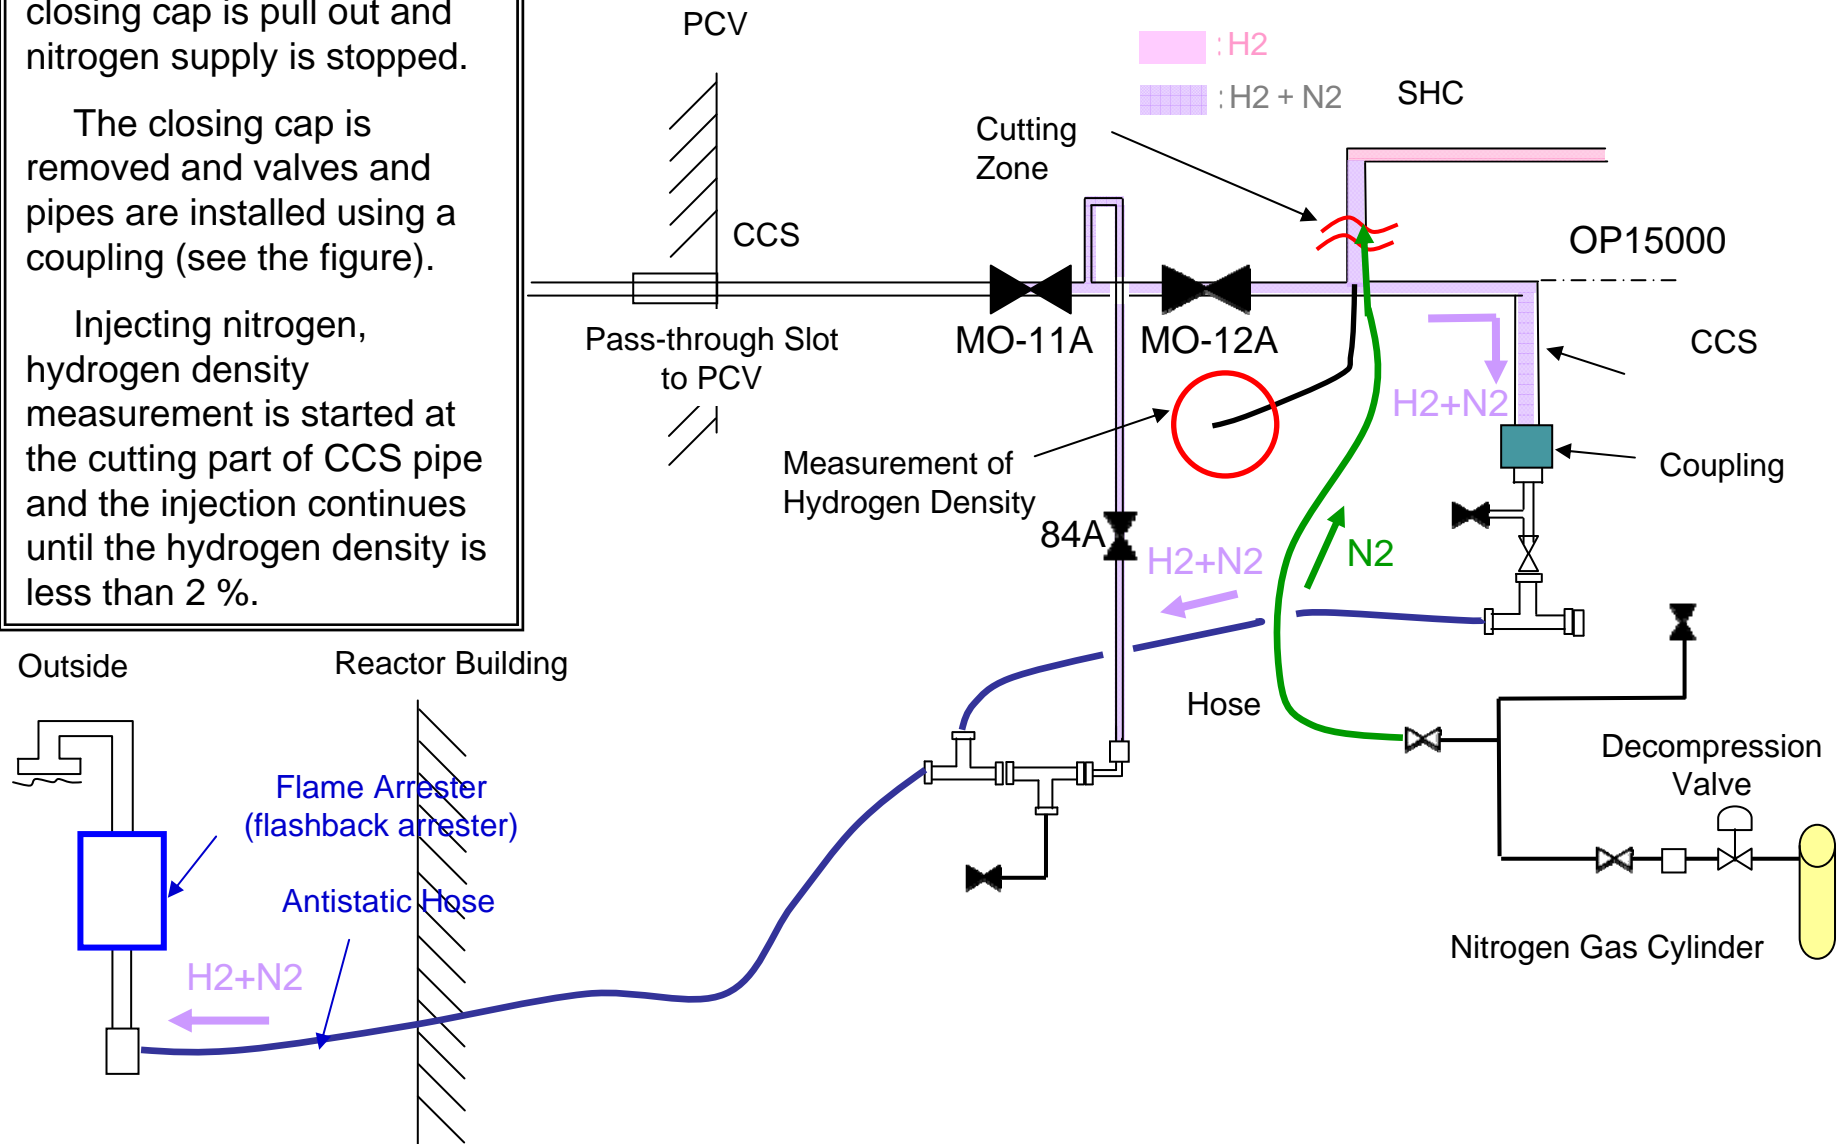 closing cap is pull out and
nitrogen supply is stopped.
The closing cap is
removed and valves and
pipes are installed using a
coupling (see the figure).
Injecting nitrogen,
hydrogen density
measurement is started at
the cutting part of CCS pipe
and the injection continues
until the hydrogen density is
less than 2 %.
PCV
: H2
: H2 + N2
SHC
Cutting
Zone
CCS
OP15000
MO-11A
MO-12A
Pass-through Slot
to PCV
CCS
H2+N2
Measurement of
Hydrogen Density
Coupling
84A
H2+N2
N2
Outside
Reactor Building
Hose
Decompression
Valve
Flame Arrester
(flashback arrester)
Antistatic Hose
Nitrogen Gas Cylinder
H2+N2